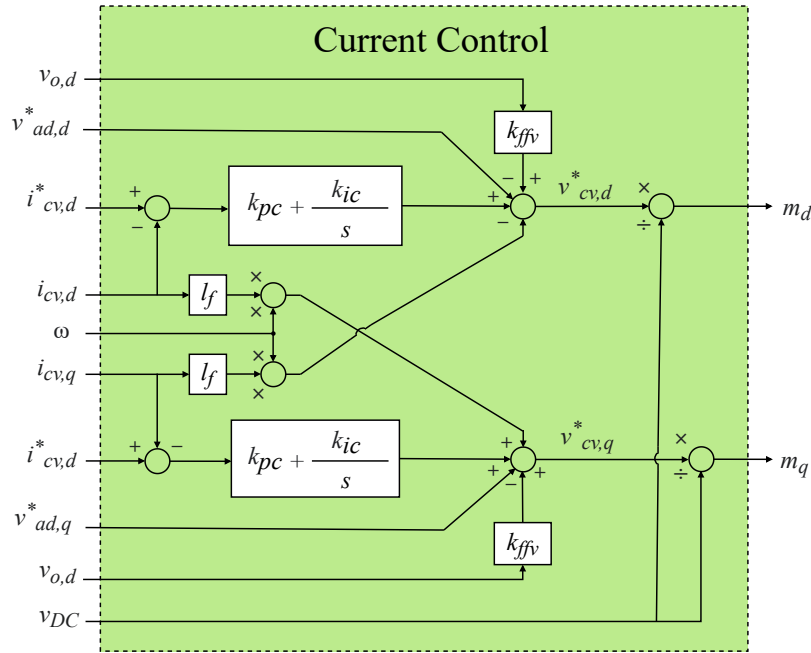 Current Control
v_{o,d}
v^*_{ad,d}
k_{ffv}
− +
v^*_{cv,d}
×
÷
m_d
i^*_{cv,d}
+
−
k_{pc} + k_{ic}/s
+
−
i_{cv,d}
l_f
×
×
ω
i_{cv,q}
l_f
×
×
i^*_{cv,d}
+ −
k_{pc} + k_{ic}/s
+
+ +
−
v^*_{cv,q}
×
÷
m_q
v^*_{ad,q}
k_{ffv}
v_{o,d}
v_{DC}